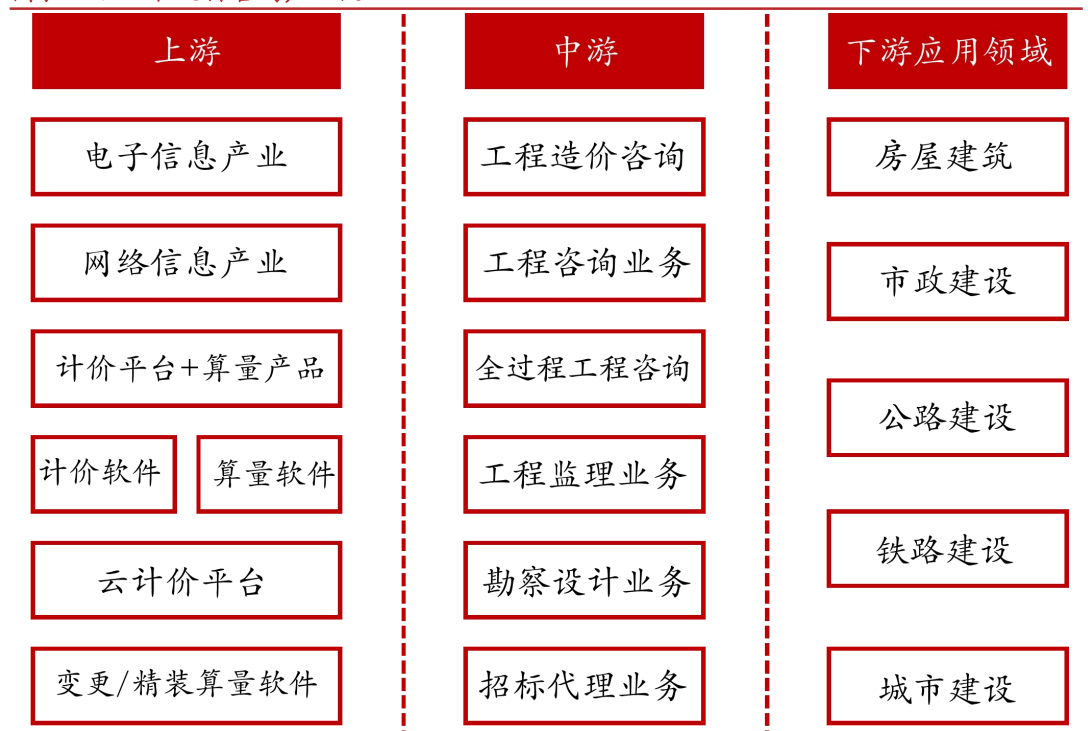 上游
电子信息产业
网络信息产业
计价平台+算量产品
计价软件
算量软件
云计价平台
变更/精装算量软件
中游
工程造价咨询
工程咨询业务
全过程工程咨询
工程监理业务
勘察设计业务
招标代理业务
下游应用领域
房屋建筑
市政建设
公路建设
铁路建设
城市建设